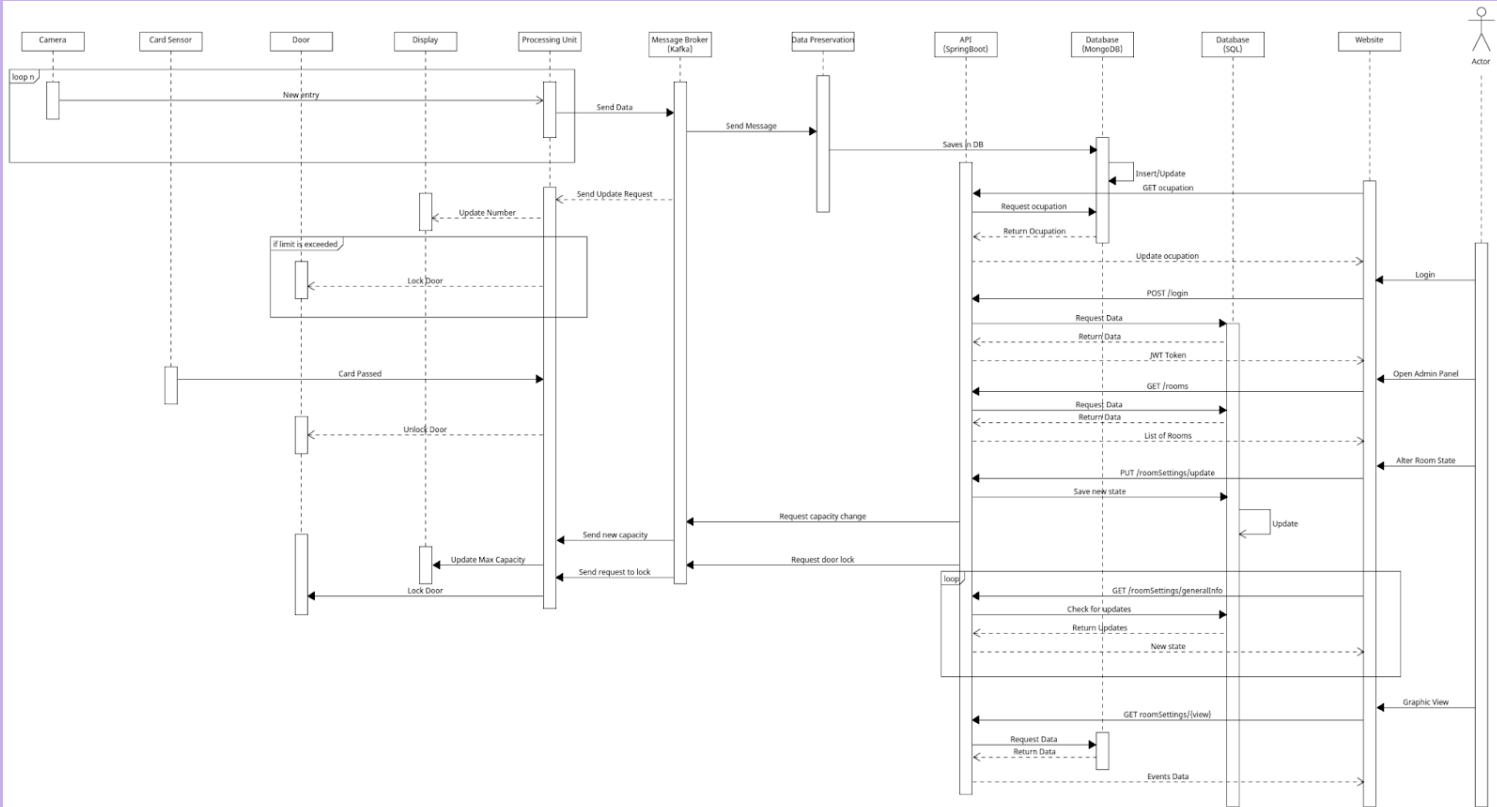 Camera
Card Sensor
Door
Display
Processing Unit
Message Broker
(Kafka)
Data Preservation
API
(SpringBoot)
Database
(MongoDB)
Database
(SQL)
Website
Actor
loop n
New entry
Send Data
Send Message
Saves in DB
Insert/Update
GET ocupation
Send Update Request
Request ocupation
Update Number
Return Ocupation
if limit is exceeded
Update ocupation
Login
Lock Door
POST /login
Request Data
Return Data
JWT Token
Card Passed
Open Admin Panel
GET /rooms
Request Data
Return Data
Unlock Door
List of Rooms
Alter Room State
PUT /roomSettings/update
Save new state
Request capacity change
Update
Send new capacity
Update Max Capacity
Request door lock
Send request to lock
loop
Lock Door
GET /roomSettings/generalInfo
Check for updates
Return Updates
New state
Graphic View
GET roomSettings/{view}
Request Data
Return Data
Events Data